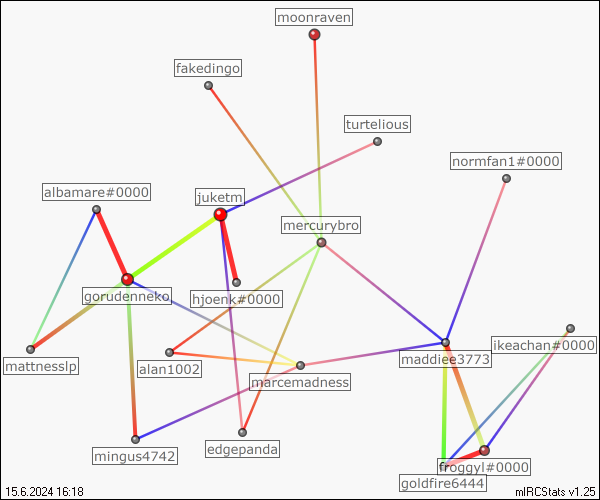 moonraven
fakedingo
turtelious
normfan1#0000
albamare#0000
juketm
mercurybro
gorudenneko
hjoenk#0000
ikeachan#0000
maddiee3773
mattnesslp
alan1002
marcemadness
edgepanda
mingus4742
froggyl#0000
goldfire6444
15.6.2024 16:18
mIRCStats v1.25